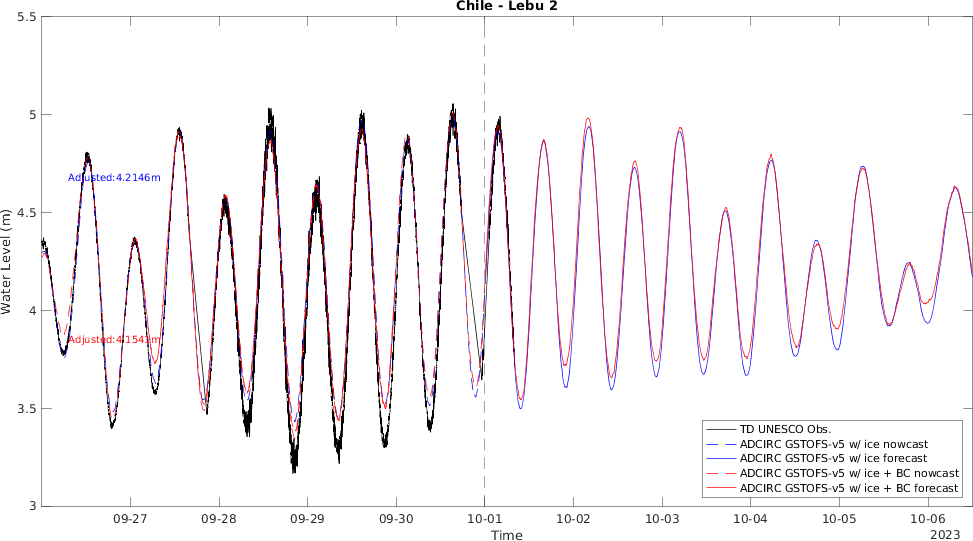 Chile - Lebu 2
5.5
5
4.5
4
3.5
3
Water Level (m)
Adjusted:4.2146m
Adjusted:4.1541m
TD UNESCO Obs.
ADCIRC GSTOFS-v5 w/ ice nowcast
ADCIRC GSTOFS-v5 w/ ice forecast
ADCIRC GSTOFS-v5 w/ ice + BC nowcast
ADCIRC GSTOFS-v5 w/ ice + BC forecast
09-27 09-28 09-29 09-30 10-01 10-02 10-03 10-04 10-05 10-06
Time
2023